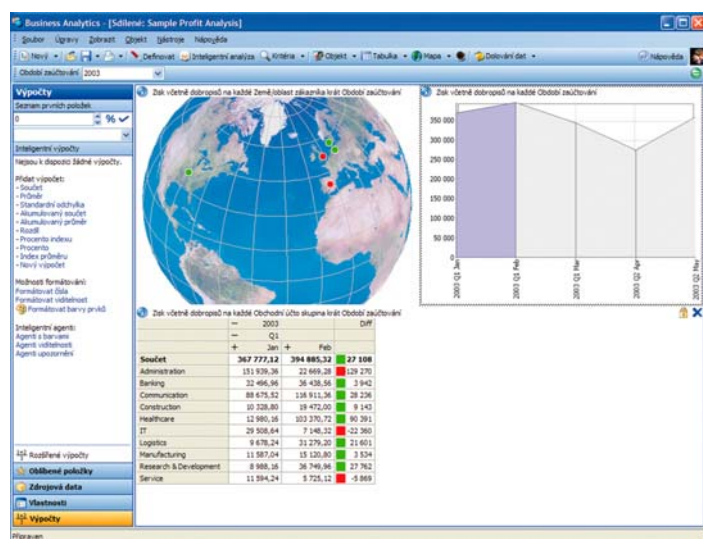 Business Analytics - [Sdílené: Sample Profit Analysis]
Soubor Úpravy Zobrazit Objekt Nástroje Nápověda
Nový Definovat Inteligentní analýza Kritéria Objekt Tabulka Mapa Dolování dat Nápověda
Období zaúčtování 2003
Výpočty
Seznam prvních položek
0 %
Inteligentní výpočty
Nejsou k dispozici žádné výpočty.
Přidat výpočet:
- Součet
- Průměr
- Standardní odchylka
- Akumulovaný součet
- Akumulovaný průměr
- Rozdíl
- Procento indexu
- Procento
- Index průměru
- Nový výpočet
Možnosti formátování:
Formátovat čísla
Formátovat viditelnost
Formátovat barvy prvků
Inteligentní agenti:
Agenti s barvami
Agenti viditelnosti
Agenti upozornění
Rozšířené výpočty
Oblíbené položky
Zdrojová data
Vlastnosti
Výpočty
Připraven
Zisk včetně dobropisů na každé Země/oblast zákazníka krát Období zaúčtování
Zisk včetně dobropisů na každé Období zaúčtování
350 000
300 000
250 000
200 000
150 000
100 000
50 000
0
2003 Q1 Jan
2003 Q1 Feb
2003 Q1 Mar
2003 Q2 Apr
2003 Q2 May
Zisk včetně dobropisů na každé Obchodní účto skupina krát Období zaúčtování
− 2003 Diff
− Q1
+ Jan + Feb
Součet 367 777,12 394 885,32 27 108
Administration 151 939,36 22 669,28 -129 270
Banking 32 496,96 36 438,56 3 942
Communication 88 675,52 116 911,36 28 236
Construction 10 328,80 19 472,00 9 143
Healthcare 12 980,16 103 370,72 90 391
IT 29 508,64 7 148,32 -22 360
Logistics 9 678,24 31 279,20 21 601
Manufacturing 11 587,04 15 120,80 3 534
Research & Development 8 988,16 36 749,96 27 762
Service 11 594,24 5 725,12 -5 869